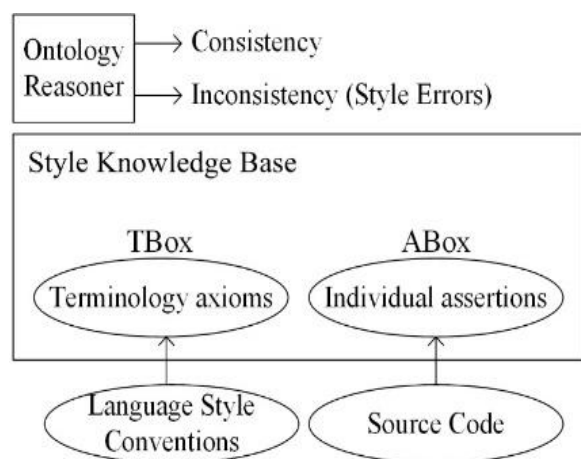 Ontology
Reasoner
Consistency
Inconsistency (Style Errors)
Style Knowledge Base
TBox
ABox
Terminology axioms
Individual assertions
Language Style
Conventions
Source Code